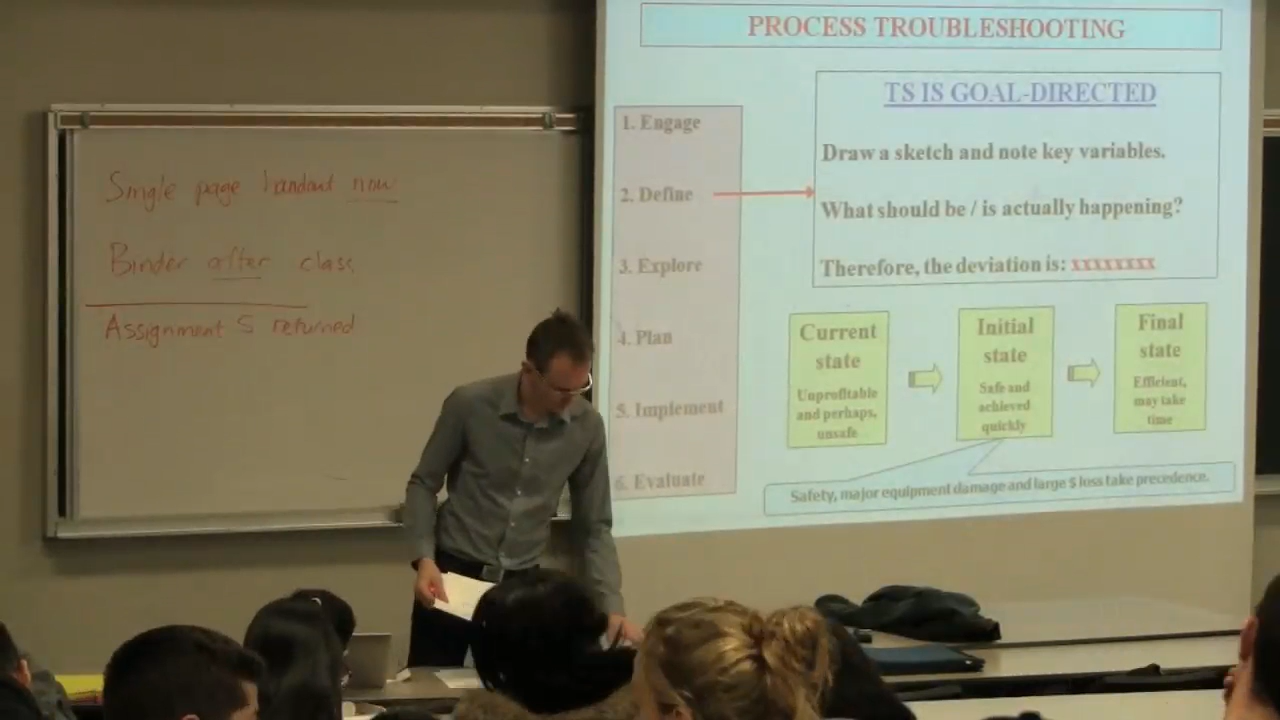 Single page handout now
Binder after class
Assignment 5 returned
PROCESS TROUBLESHOOTING
1. Engage
2. Define
3. Explore
4. Plan
5. Implement
6. Evaluate
TS IS GOAL-DIRECTED
Draw a sketch and note key variables.
What should be / is actually happening?
Therefore, the deviation is: xxxxxxxx
Current
state
Unprofitable
and perhaps,
unsafe
Initial
state
Safe and
achieved
quickly
Final
state
Efficient,
may take
time
Safety, major equipment damage and large $ loss take precedence.